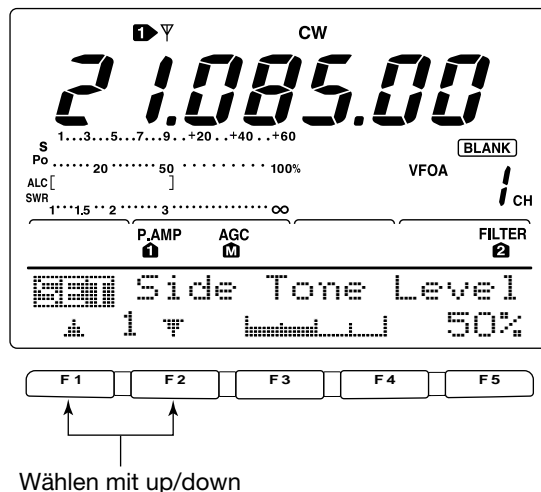 1 CW
21.085.00
1...3...5...7...9..+20..+40..+60
S
Po ...... 20 ......... 50 ......... 100%
BLANK
VFOA 1 CH
ALC [ ]
SWR 1....1.5..2 ...... 3 ............ ∞
P.AMP AGC FILTER
1 M 2
SET Side Tone Level
1 50%
F1 F2 F3 F4 F5
Wählen mit up/down